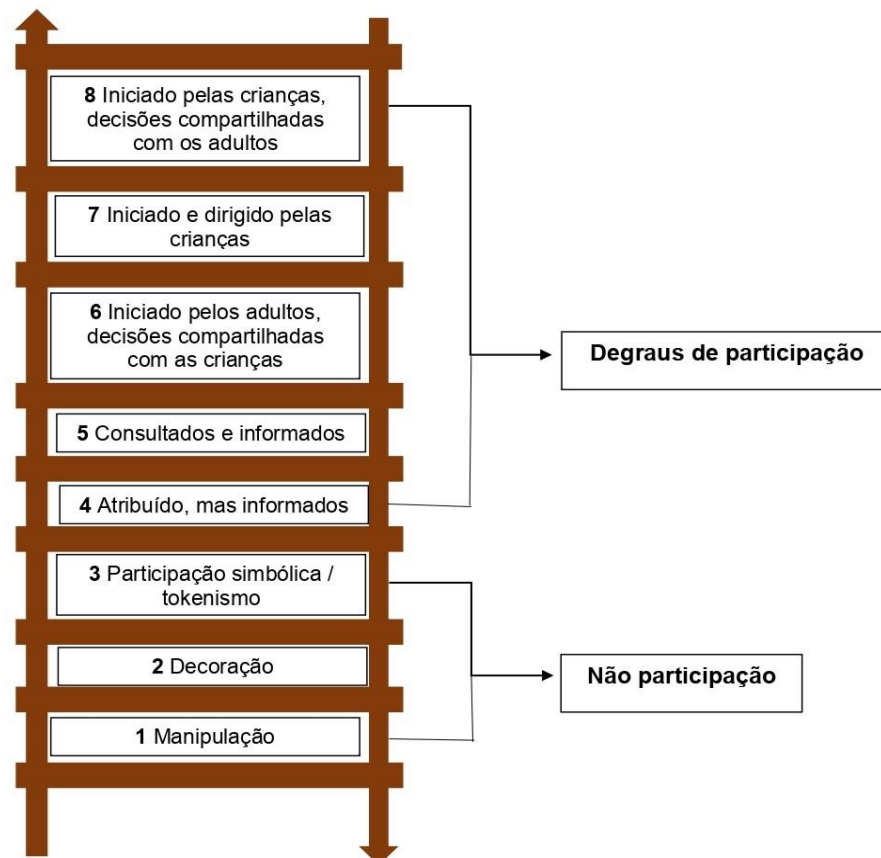 8 Iniciado pelas crianças,
decisões compartilhadas
com os adultos
7 Iniciado e dirigido pelas
crianças
6 Iniciado pelos adultos,
decisões compartilhadas
com as crianças
Degraus de participação
5 Consultados e informados
4 Atribuído, mas informados
3 Participação simbólica /
tokenismo
2 Decoração
Não participação
1 Manipulação